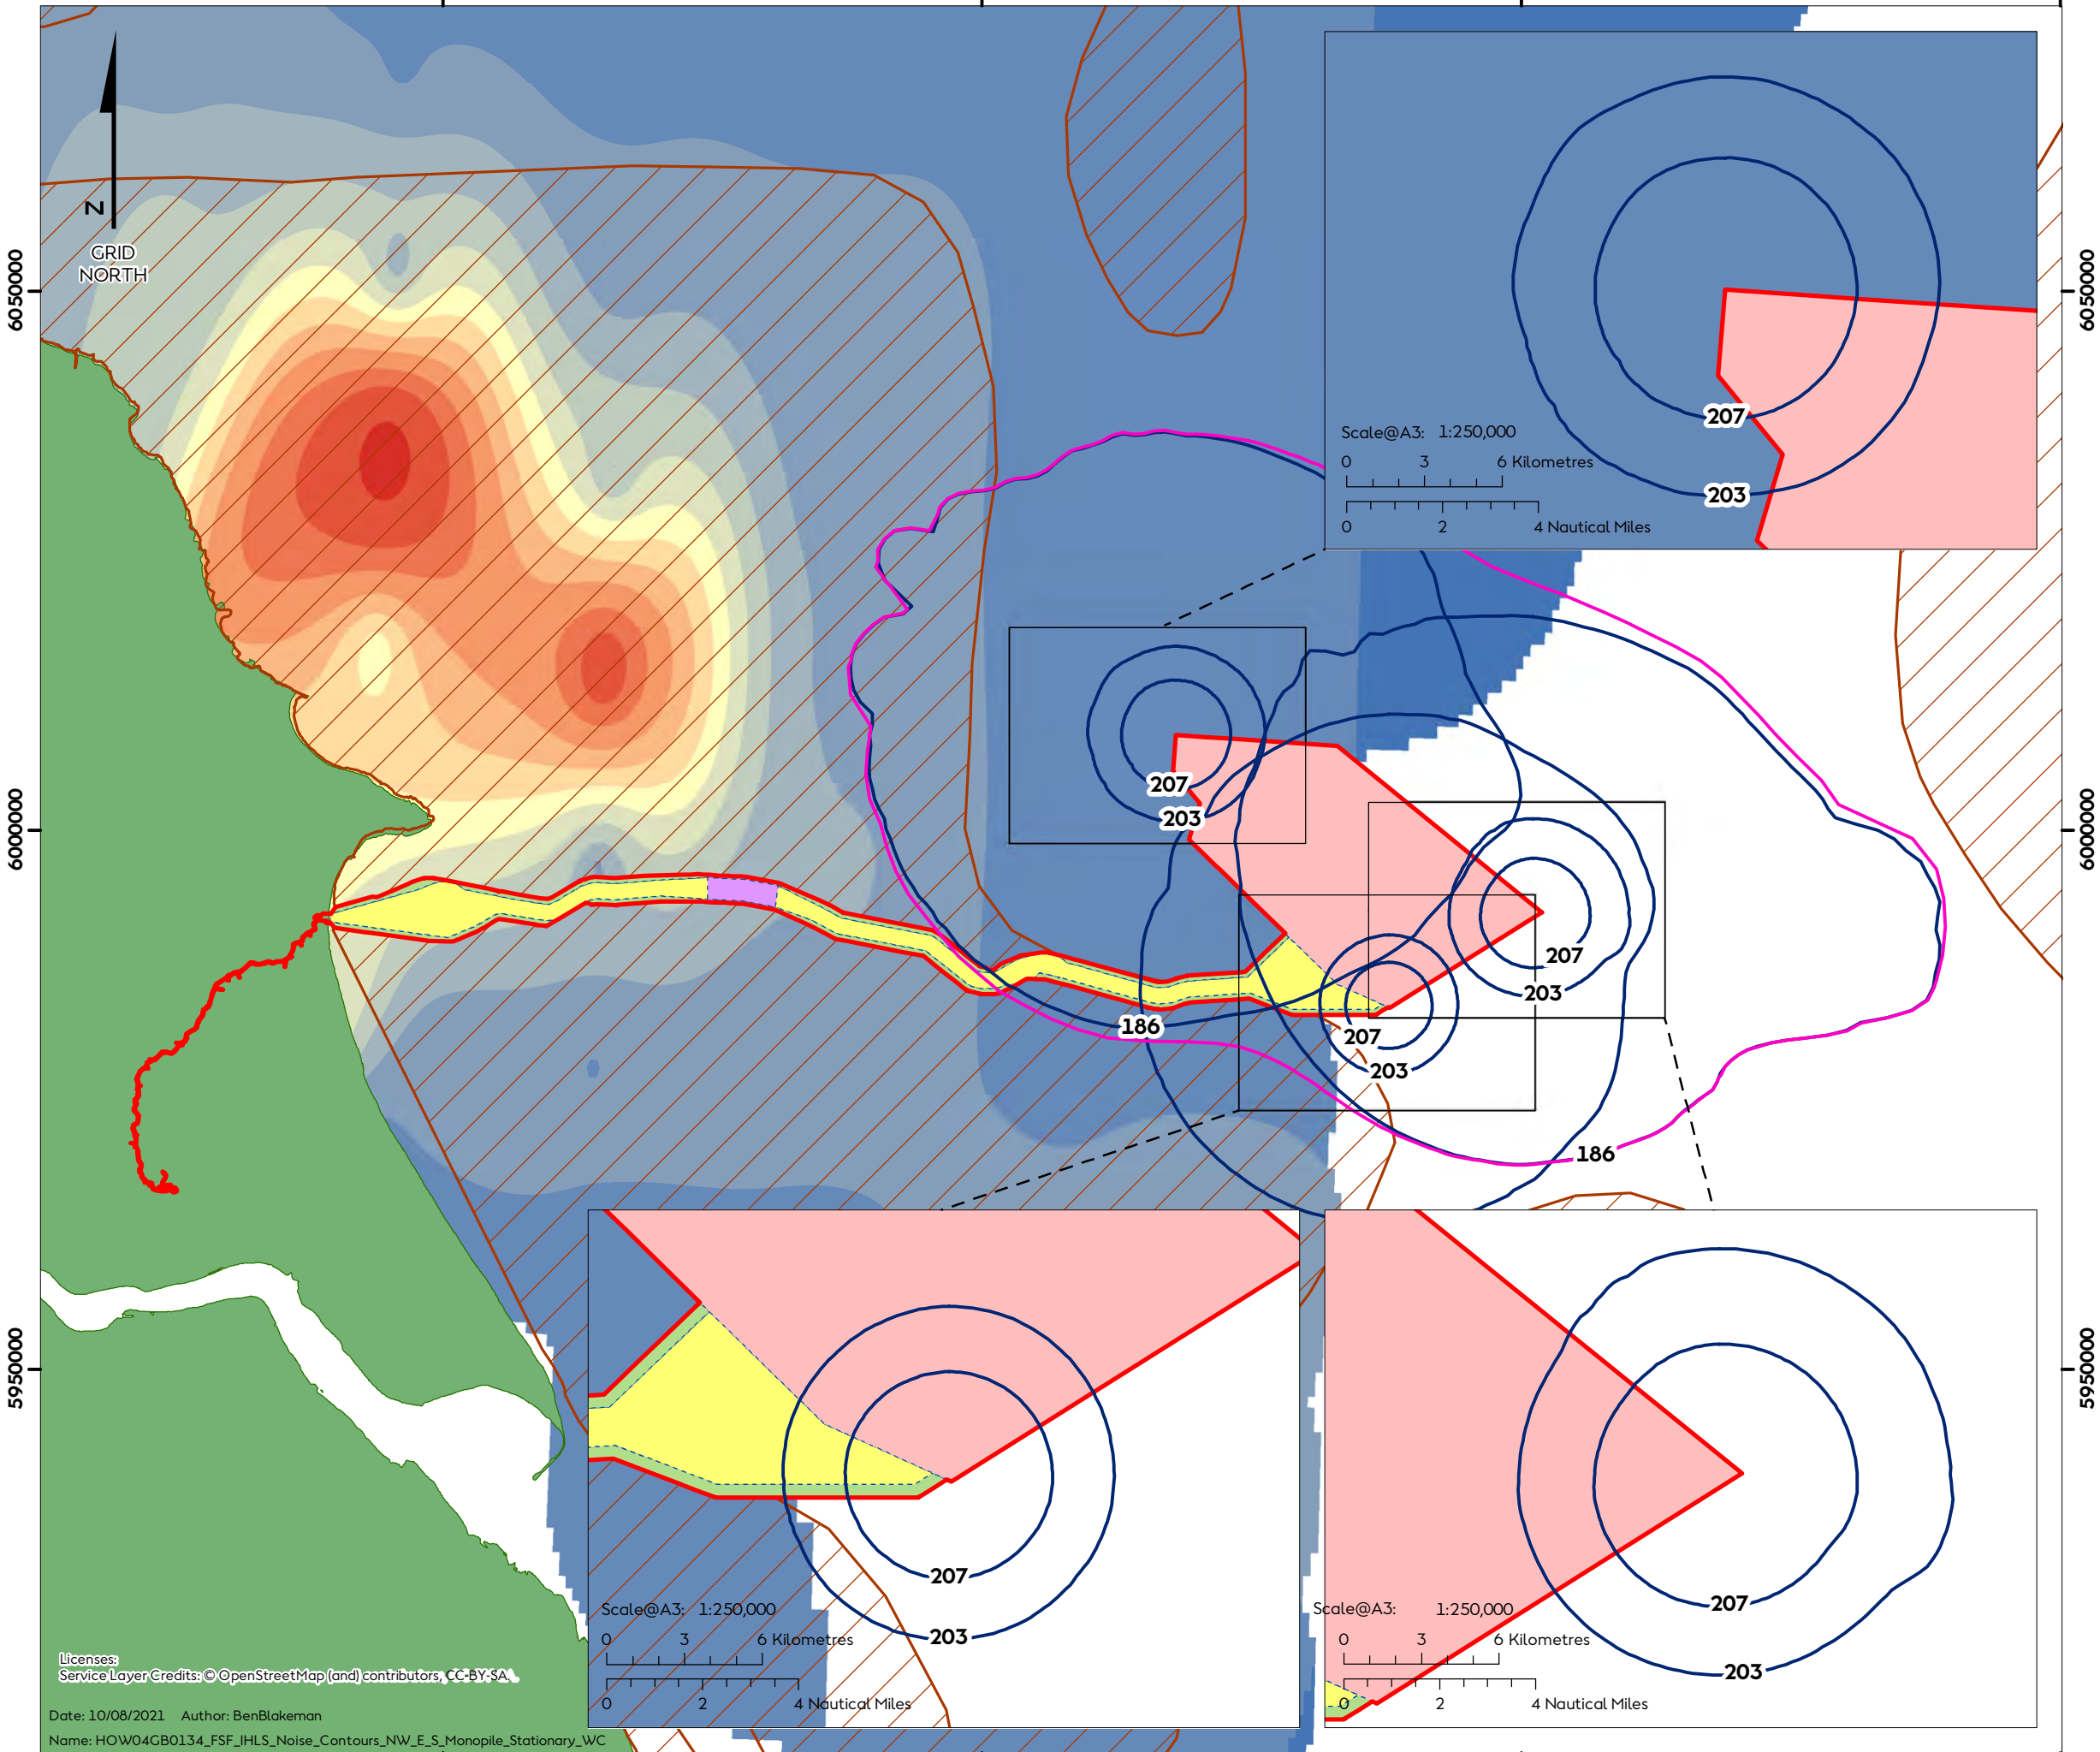 N
GRID
NORTH
6050000
6050000
6000000
6000000
5950000
5950000
207
203
Scale@A3: 1:250,000
0 3 6 Kilometres
0 2 4 Nautical Miles
207
203
207
203
207
203
186
186
207
203
Scale@A3: 1:250,000
0 3 6 Kilometres
0 2 4 Nautical Miles
207
203
Scale@A3: 1:250,000
0 3 6 Kilometres
0 2 4 Nautical Miles
Licenses:
Service Layer Credits: © OpenStreetMap (and) contributors, CC-BY-SA.
Date: 10/08/2021 Author: BenBlakeman
Name: HOW04GB0134_FSF_IHLS_Noise_Contours_NW_E_S_Monopile_Stationary_WC